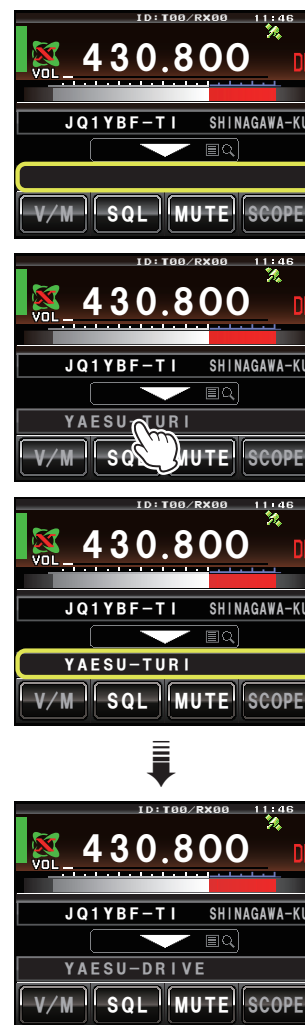 ID:T00/RX00 11:46
430.800
VOL
JQ1YBF-TI SHINAGAWA-KU
V/M SQL MUTE SCOPE
ID:T00/RX00 11:46
430.800
VOL
JQ1YBF-TI SHINAGAWA-KU
YAESU-TURI
V/M MUTE SCOPE
ID:T00/RX00 11:46
430.800
VOL
JQ1YBF-TI SHINAGAWA-KU
YAESU-TURI
V/M SQL MUTE SCOPE
ID:T00/RX00 11:46
430.800
VOL
JQ1YBF-TI SHINAGAWA-KU
YAESU-DRIVE
V/M SQL MUTE SCOPE